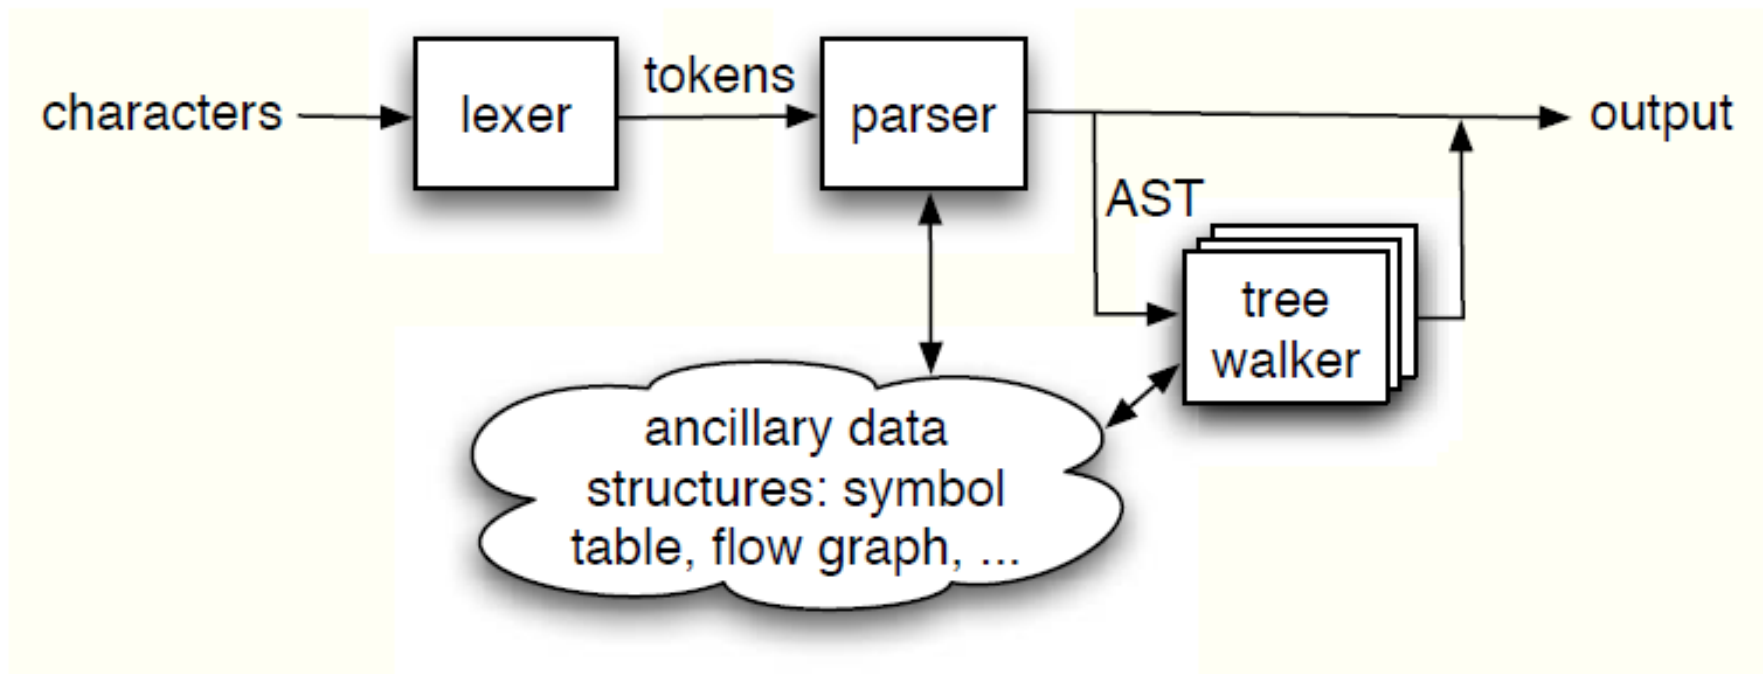 characters
lexer
tokens
parser
output
AST
tree
walker
ancillary data
structures: symbol
table, flow graph, ...